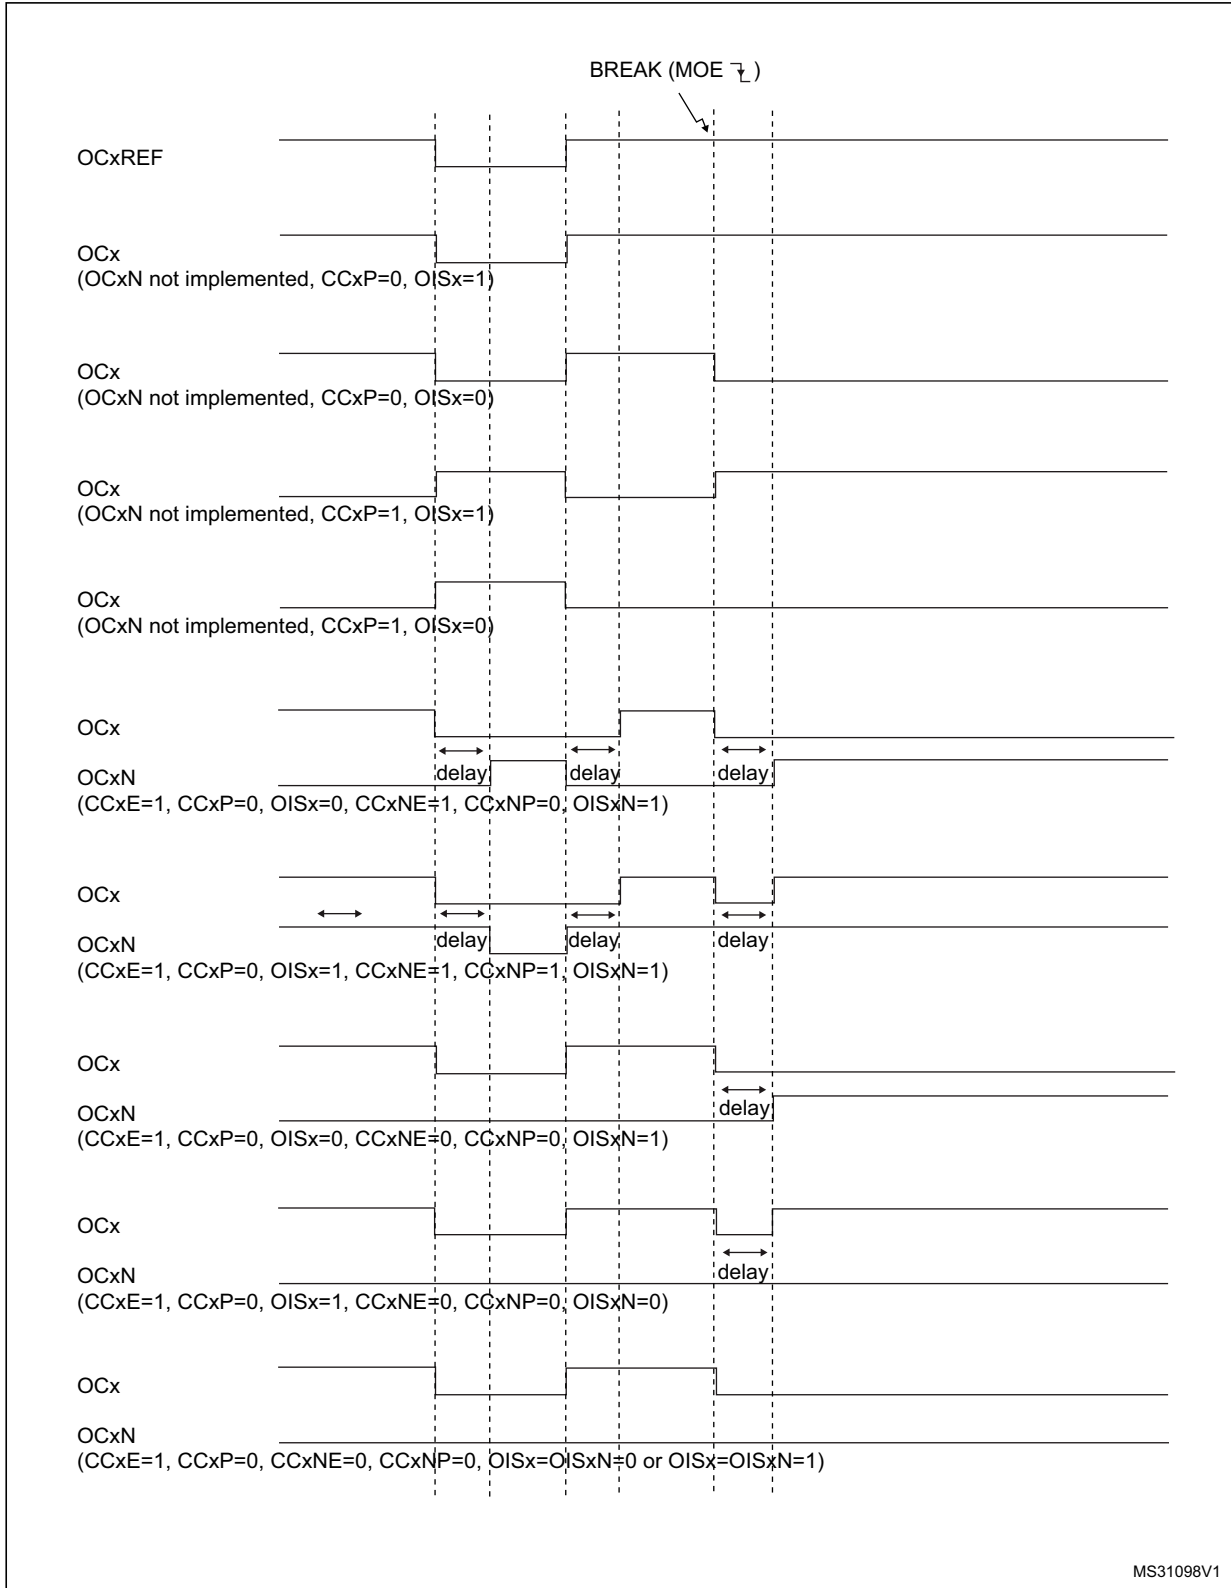 BREAK (MOE )
OCxREF
OCx
(OCxN not implemented, CCxP=0, OISx=1)
OCx
(OCxN not implemented, CCxP=0, OISx=0)
OCx
(OCxN not implemented, CCxP=1, OISx=1)
OCx
(OCxN not implemented, CCxP=1, OISx=0)
OCx
delay delay delay
OCxN
(CCxE=1, CCxP=0, OISx=0, CCxNE=1, CCxNP=0, OISxN=1)
OCx
delay delay delay
OCxN
(CCxE=1, CCxP=0, OISx=1, CCxNE=1, CCxNP=1, OISxN=1)
OCx
delay
OCxN
(CCxE=1, CCxP=0, OISx=0, CCxNE=0, CCxNP=0, OISxN=1)
OCx
delay
OCxN
(CCxE=1, CCxP=0, OISx=1, CCxNE=0, CCxNP=0, OISxN=0)
OCx
OCxN
(CCxE=1, CCxP=0, CCxNE=0, CCxNP=0, OISx=OISxN=0 or OISx=OISxN=1)
MS31098V1